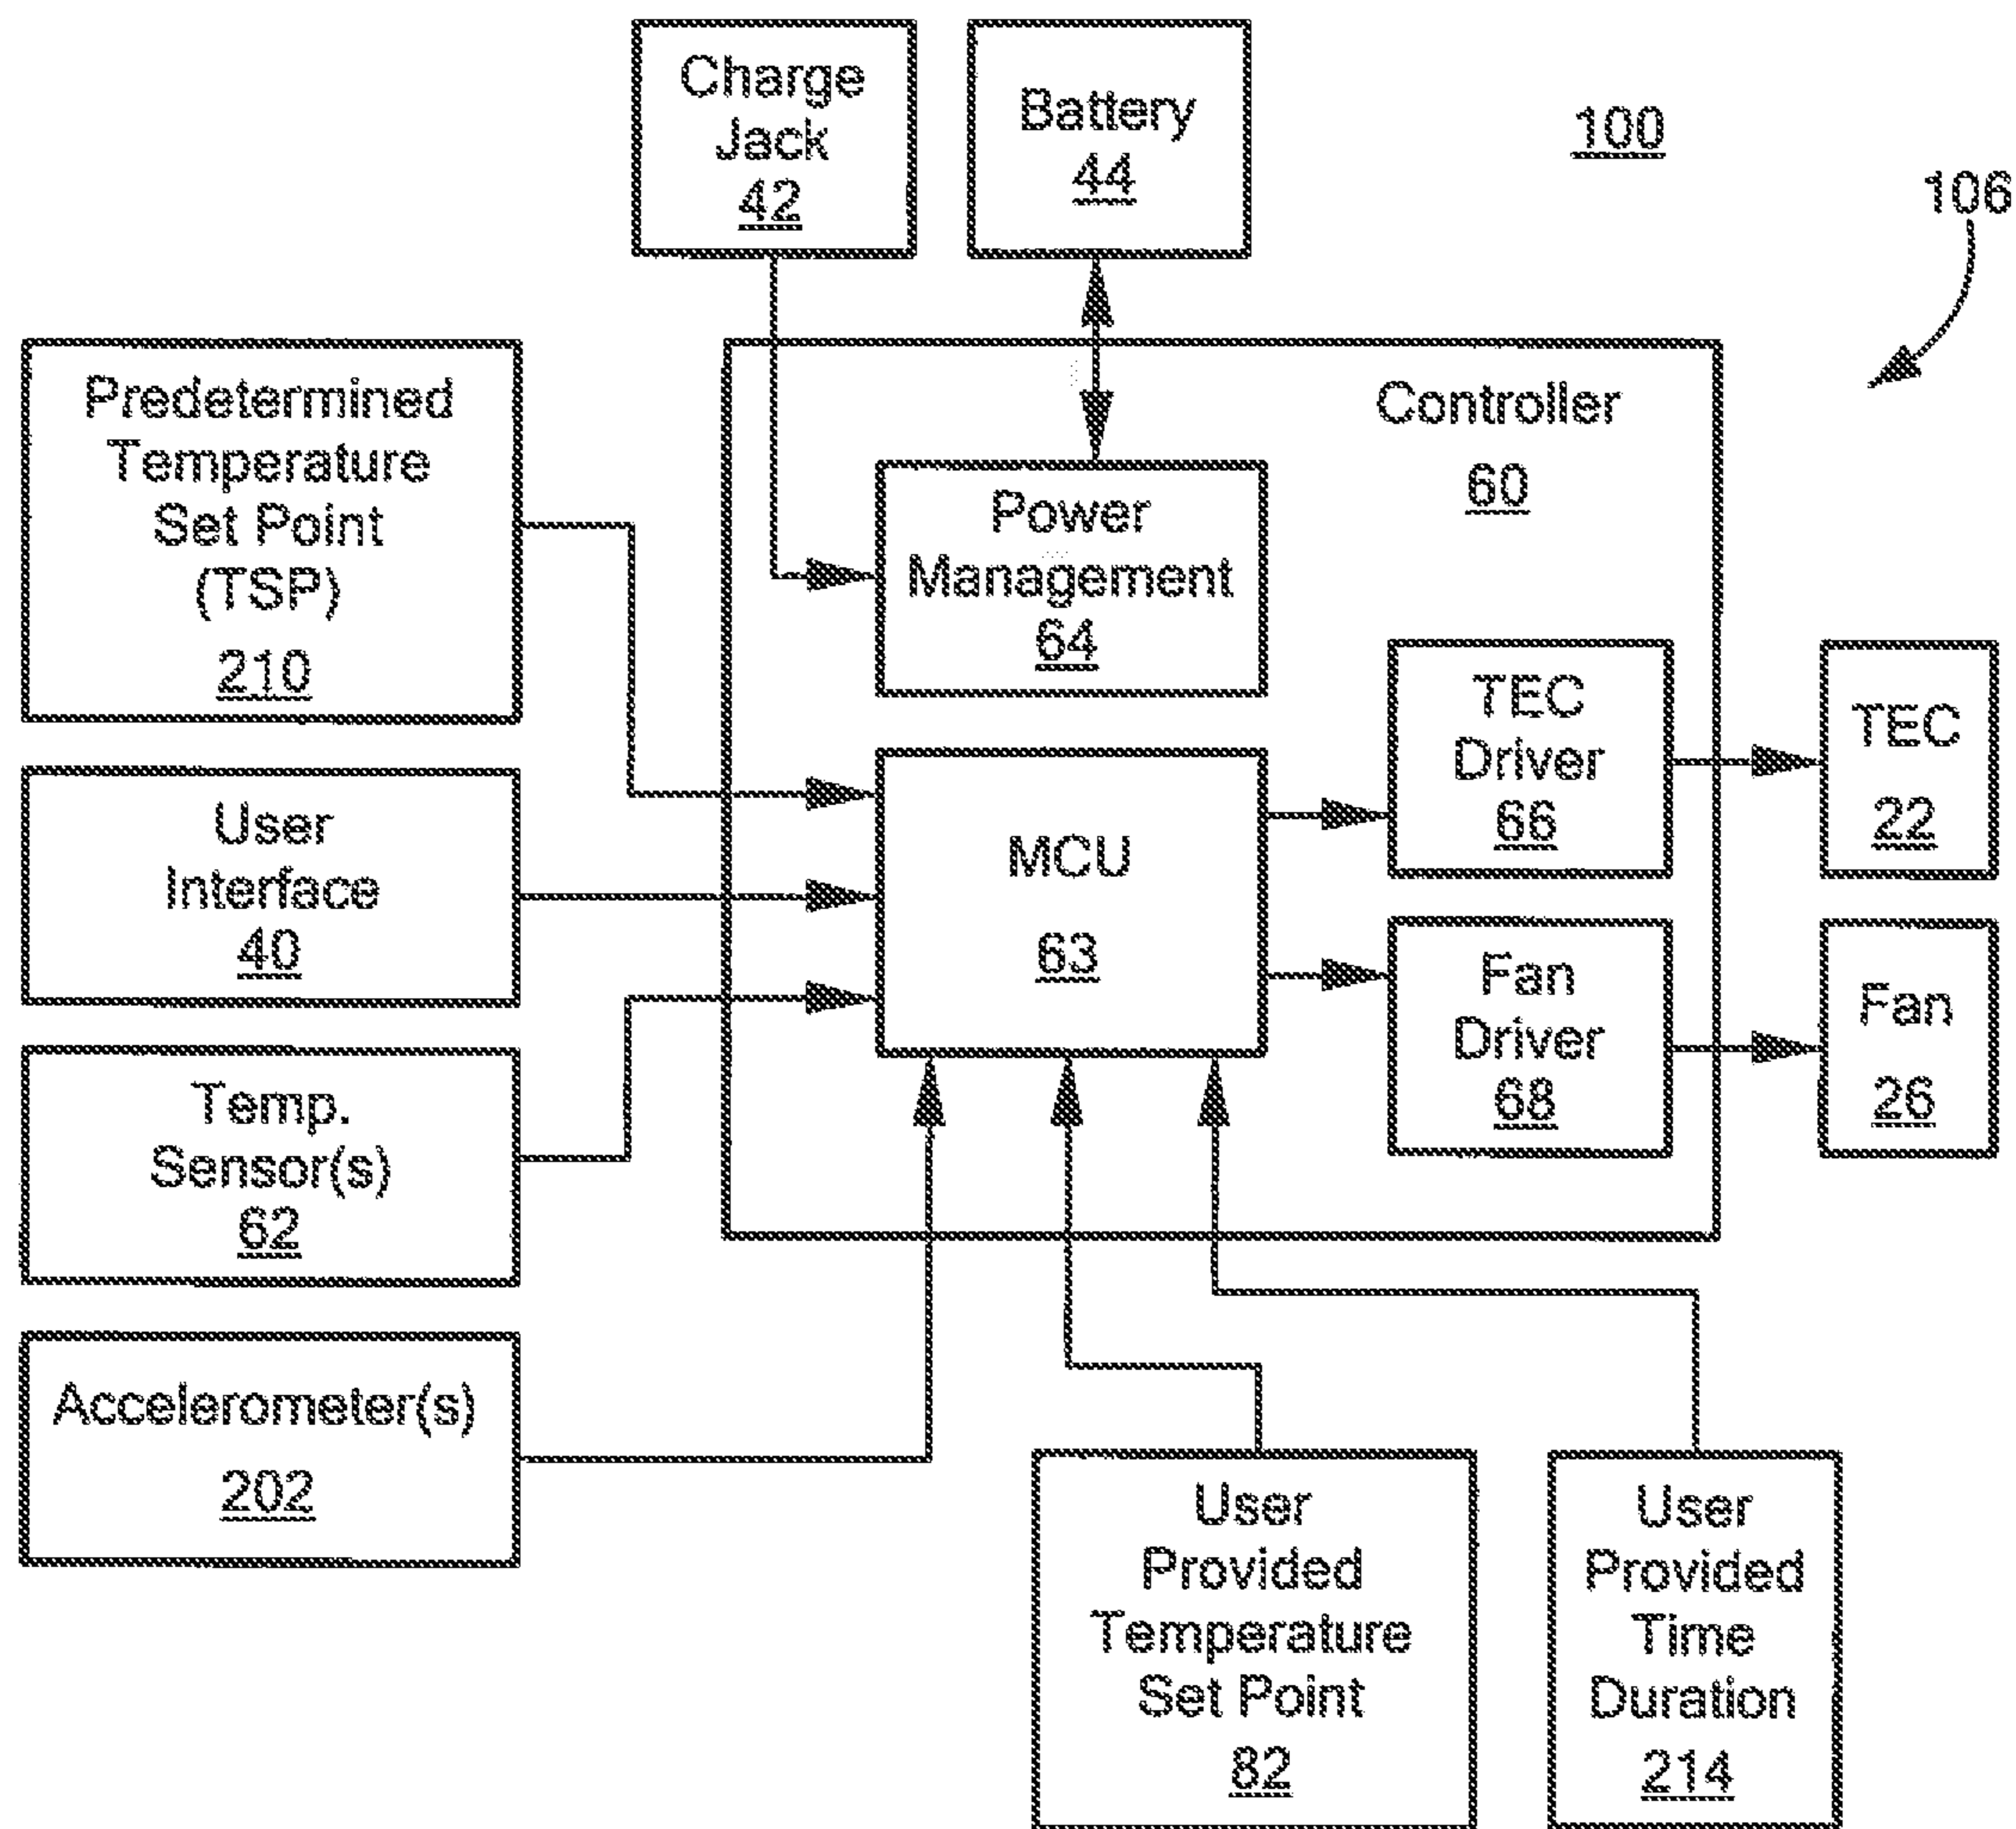 Charge
Jack
42
Battery
44
100
106
Predetermined
Temperature
Set Point
(TSP)
210
Controller
60
Power
Management
64
TEC
Driver
66
TEC
22
User
Interface
40
MCU
63
Fan
Driver
68
Fan
26
Temp.
Sensor(s)
62
Accelerometer(s)
202
User
Provided
Temperature
Set Point
82
User
Provided
Time
Duration
214